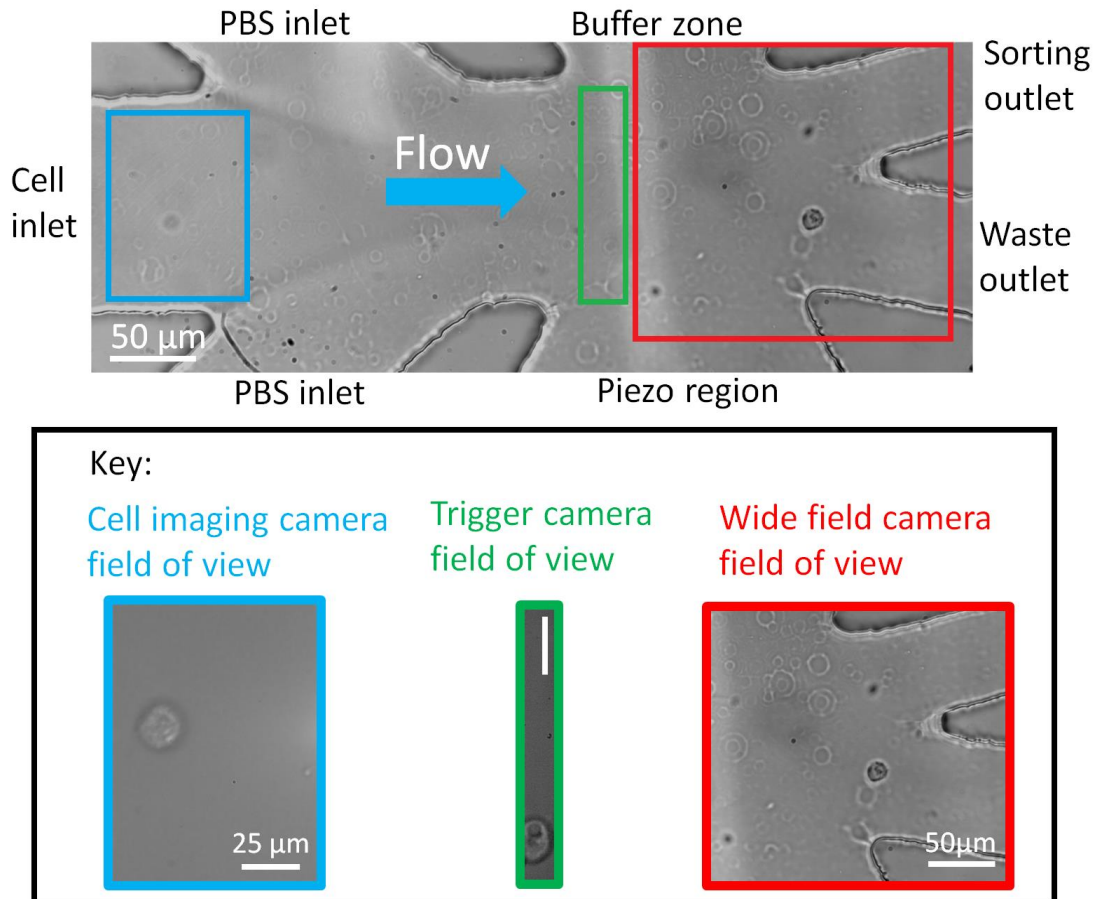 PBS inlet
Buffer zone
Sorting
outlet
Flow
Cell
inlet
Waste
outlet
50 μm
PBS inlet
Piezo region
Key:
Cell imaging camera
field of view
Trigger camera
field of view
Wide field camera
field of view
25 μm
50μm